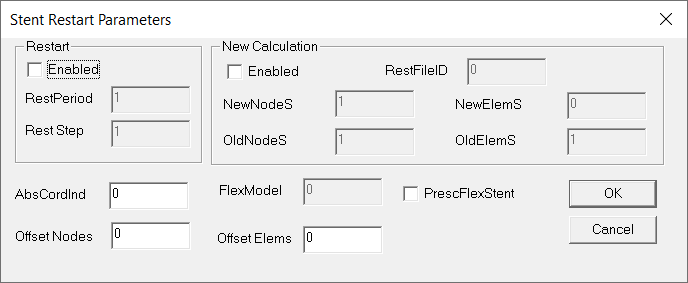 Stent Restart Parameters
Restart
Enabled
RestPeriod 1
Rest Step 1
New Calculation
Enabled RestFileID 0
NewNodeS 1 NewElemS 0
OldNodeS 1 OldElemS 1
AbsCordInd 0 FlexModel 0 PrescFlexStent OK
Offset Nodes 0 Offset Elems 0 Cancel